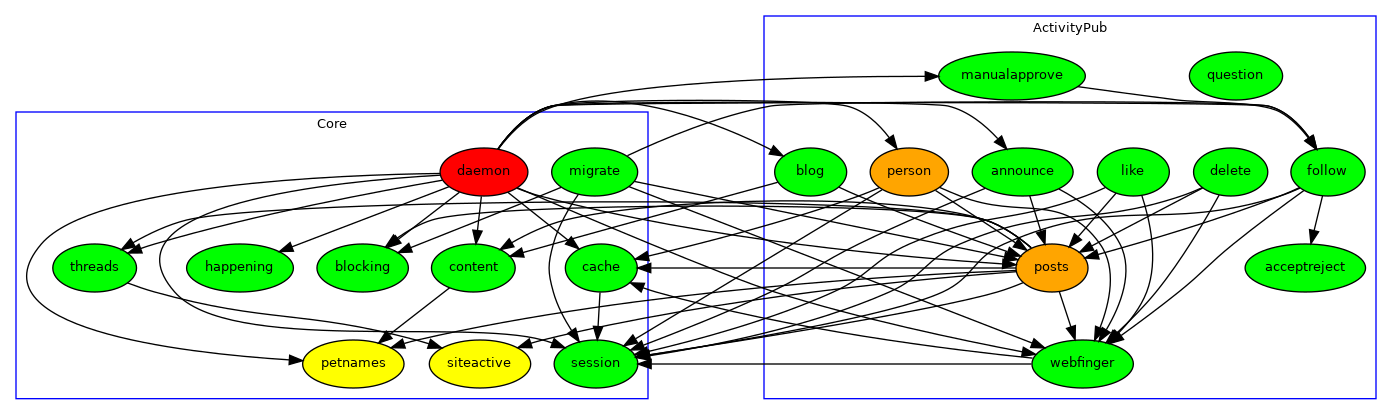 ActivityPub
manualapprove
question
Core
daemon
migrate
blog
person
announce
like
delete
follow
threads
happening
blocking
content
cache
posts
acceptreject
petnames
siteactive
session
webfinger